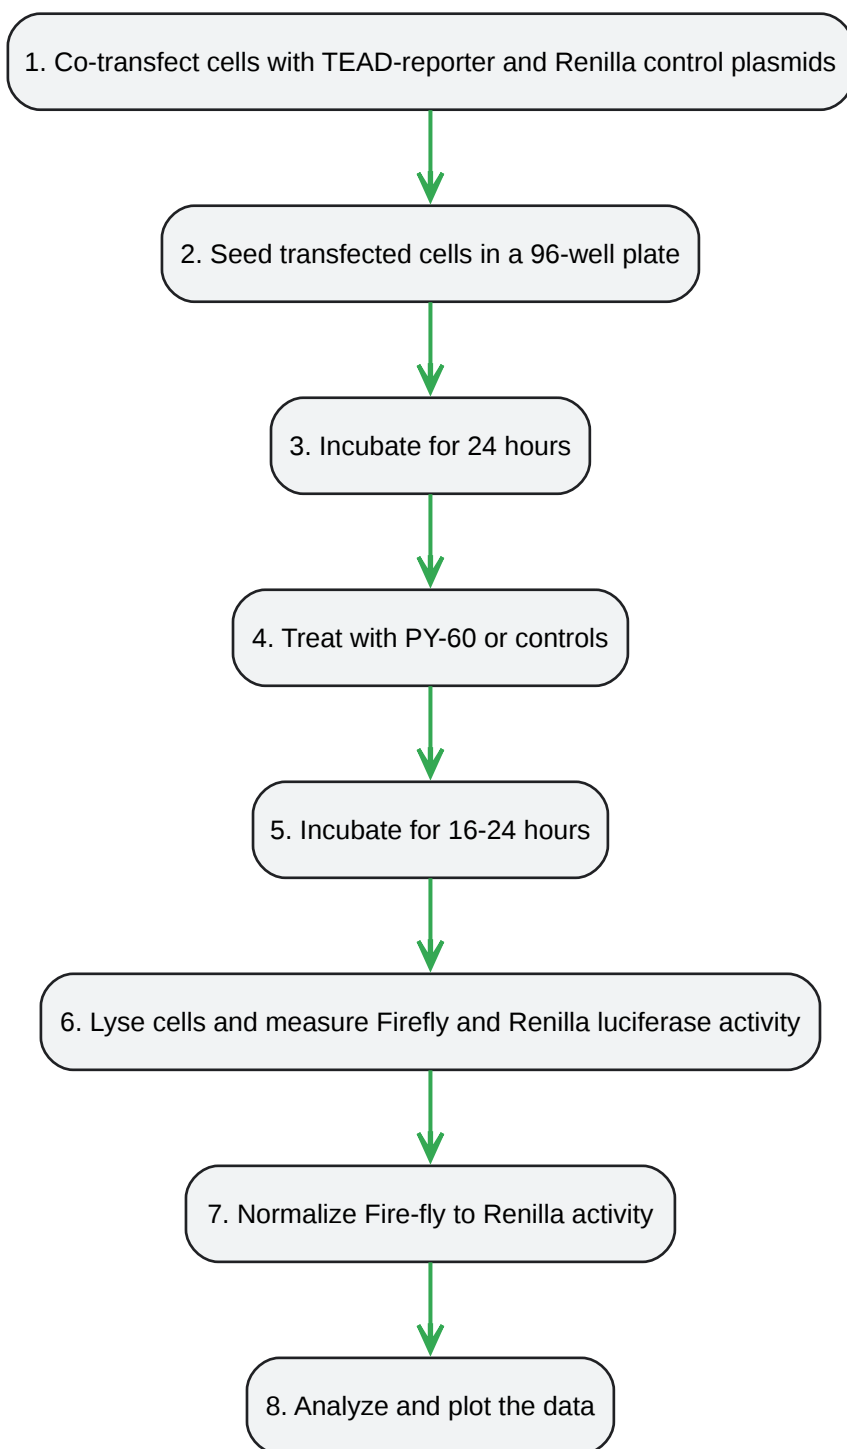 1. Co-transfect cells with TEAD-reporter and Renilla control plasmids
2. Seed transfected cells in a 96-well plate
3. Incubate for 24 hours
4. Treat with PY-60 or controls
5. Incubate for 16-24 hours
6. Lyse cells and measure Firefly and Renilla luciferase activity
7. Normalize Fire-fly to Renilla activity
8. Analyze and plot the data